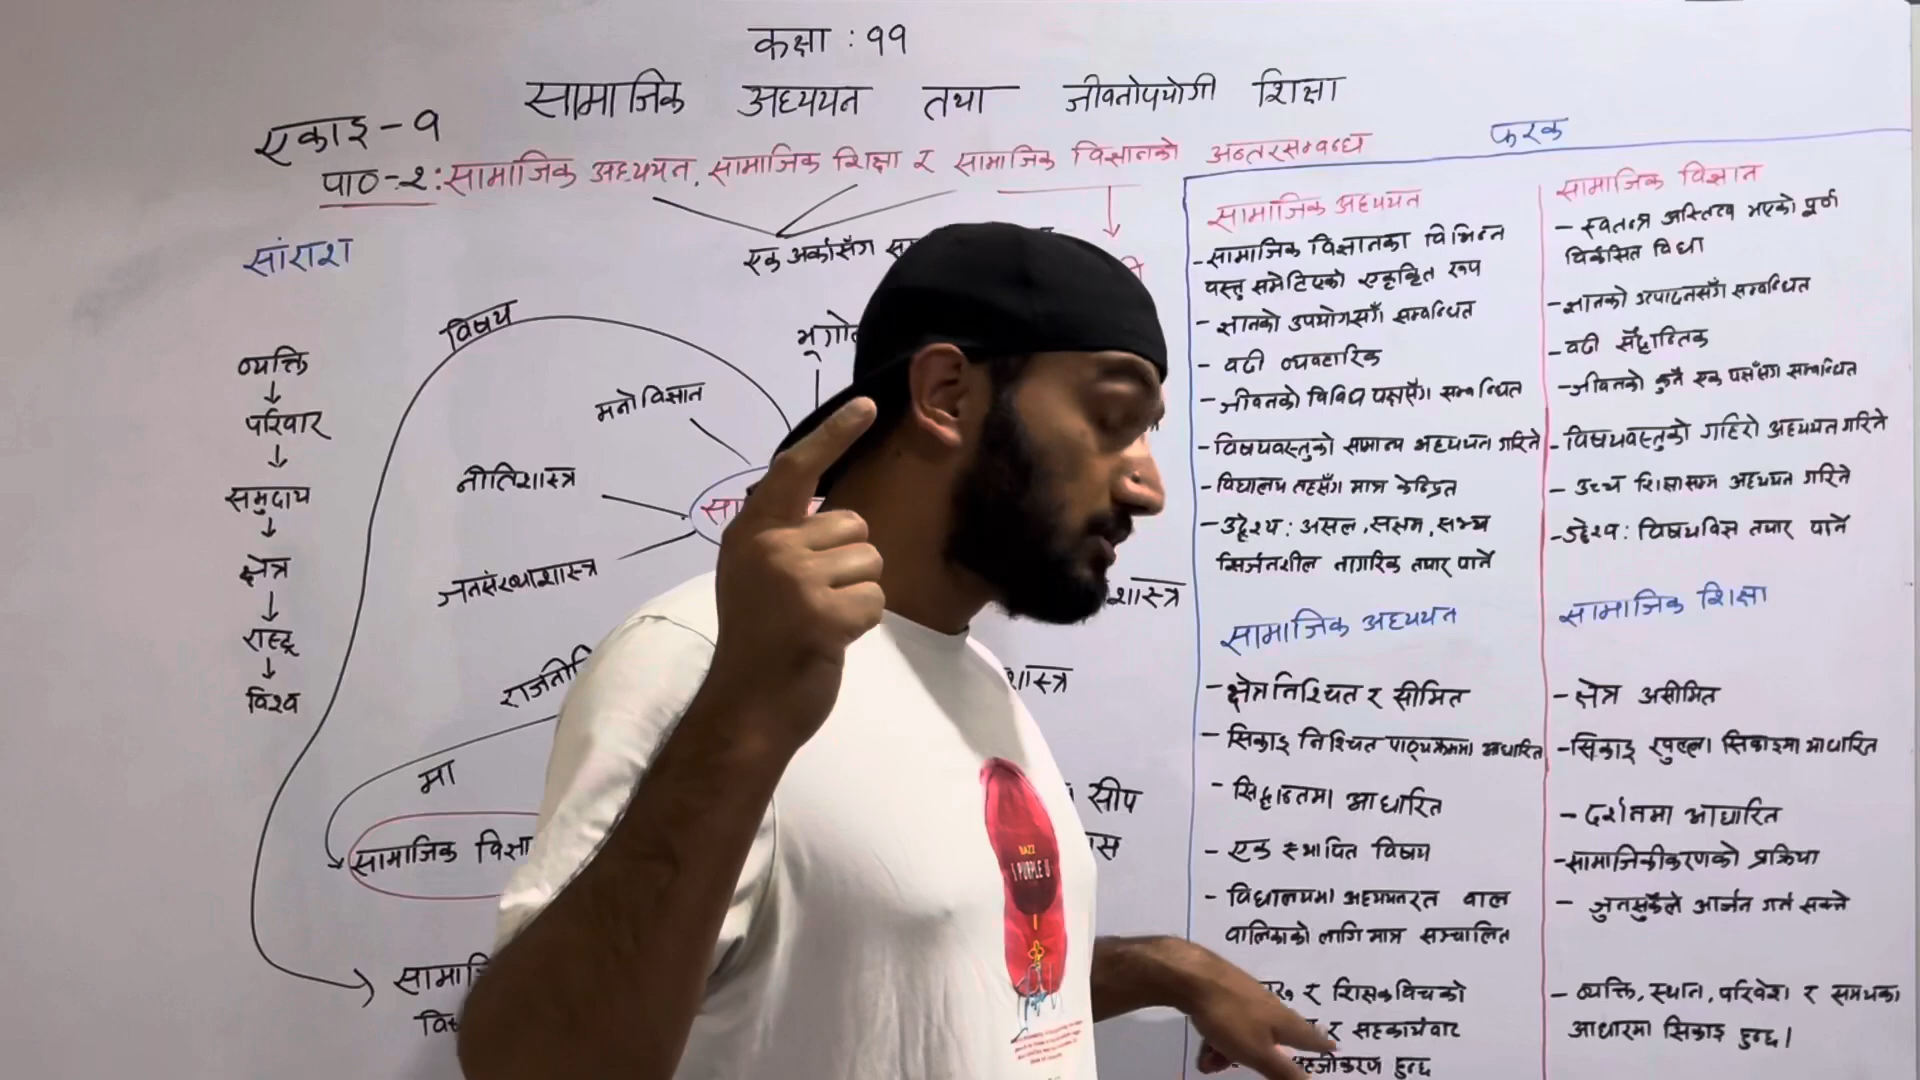 कक्षा : ११
सामाजिक अध्ययन तथा जीवनोपयोगी शिक्षा
एकाइ - १
पाठ - २ : सामाजिक अध्ययन, सामाजिक शिक्षा र सामाजिक विज्ञानको अन्तरसम्बन्ध
एक अर्कासँग
सांराश
व्यक्ति
↓
परिवार
↓
समुदाय
↓
क्षेत्र
↓
राष्ट्र
↓
विश्व
विषय
मनोविज्ञान
नीतिशास्त्र
जनसंख्याशास्त्र
मा
सामाजिक
शास्त्र
शास्त्र
सीप
फरक
सामाजिक अध्ययन
- सामाजिक विज्ञानका विभिन्न
वस्तु समेटिएको एकीकृत रूप
- ज्ञानको उपयोगसँग सम्बन्धित
- बढी व्यवहारिक
- जीवनको विविध पक्षसँग सम्बन्धित
- विषयवस्तुको सामान्य अध्ययन गरिने
- विद्यालय तहसँग मात्र केन्द्रित
- उद्देश्य : असल, सक्षम, सभ्य
सिर्जनशील नागरिक तयार पार्ने
सामाजिक विज्ञान
- स्वतन्त्र अस्तित्व भएको पूर्ण
विकसित विधा
- ज्ञानको उत्पादनसँग सम्बन्धित
- बढी सैद्धान्तिक
- जीवनको कुनै एक पक्षसँग सम्बन्धित
- विषयवस्तुको गहिरो अध्ययन गरिने
- उच्च शिक्षासम्म अध्ययन गरिने
- उद्देश्य : विषयविज्ञ तयार पार्ने
सामाजिक अध्ययन
- क्षेत्र निश्चित र सीमित
- सिकाइ निश्चित पाठ्यक्रममा आधारित
- सिद्धान्तमा आधारित
- एक स्थापित विषय
- विद्यालयमा अध्ययनरत बाल
बालिकाको लागि मात्र सञ्चालित
र शिक्षक बिचको
र सहकार्यबाट
हुन्छ
सामाजिक शिक्षा
- क्षेत्र असीमित
- सिकाइ खुल्ला सिकाइमा आधारित
- दर्शनमा आधारित
- सामाजिकीकरणको प्रक्रिया
- जुनसुकैले आर्जन गर्न सक्ने
- व्यक्ति, स्थान, परिवेश र समयका
आधारमा सिकाइ हुन्छ।
I PURPLE U